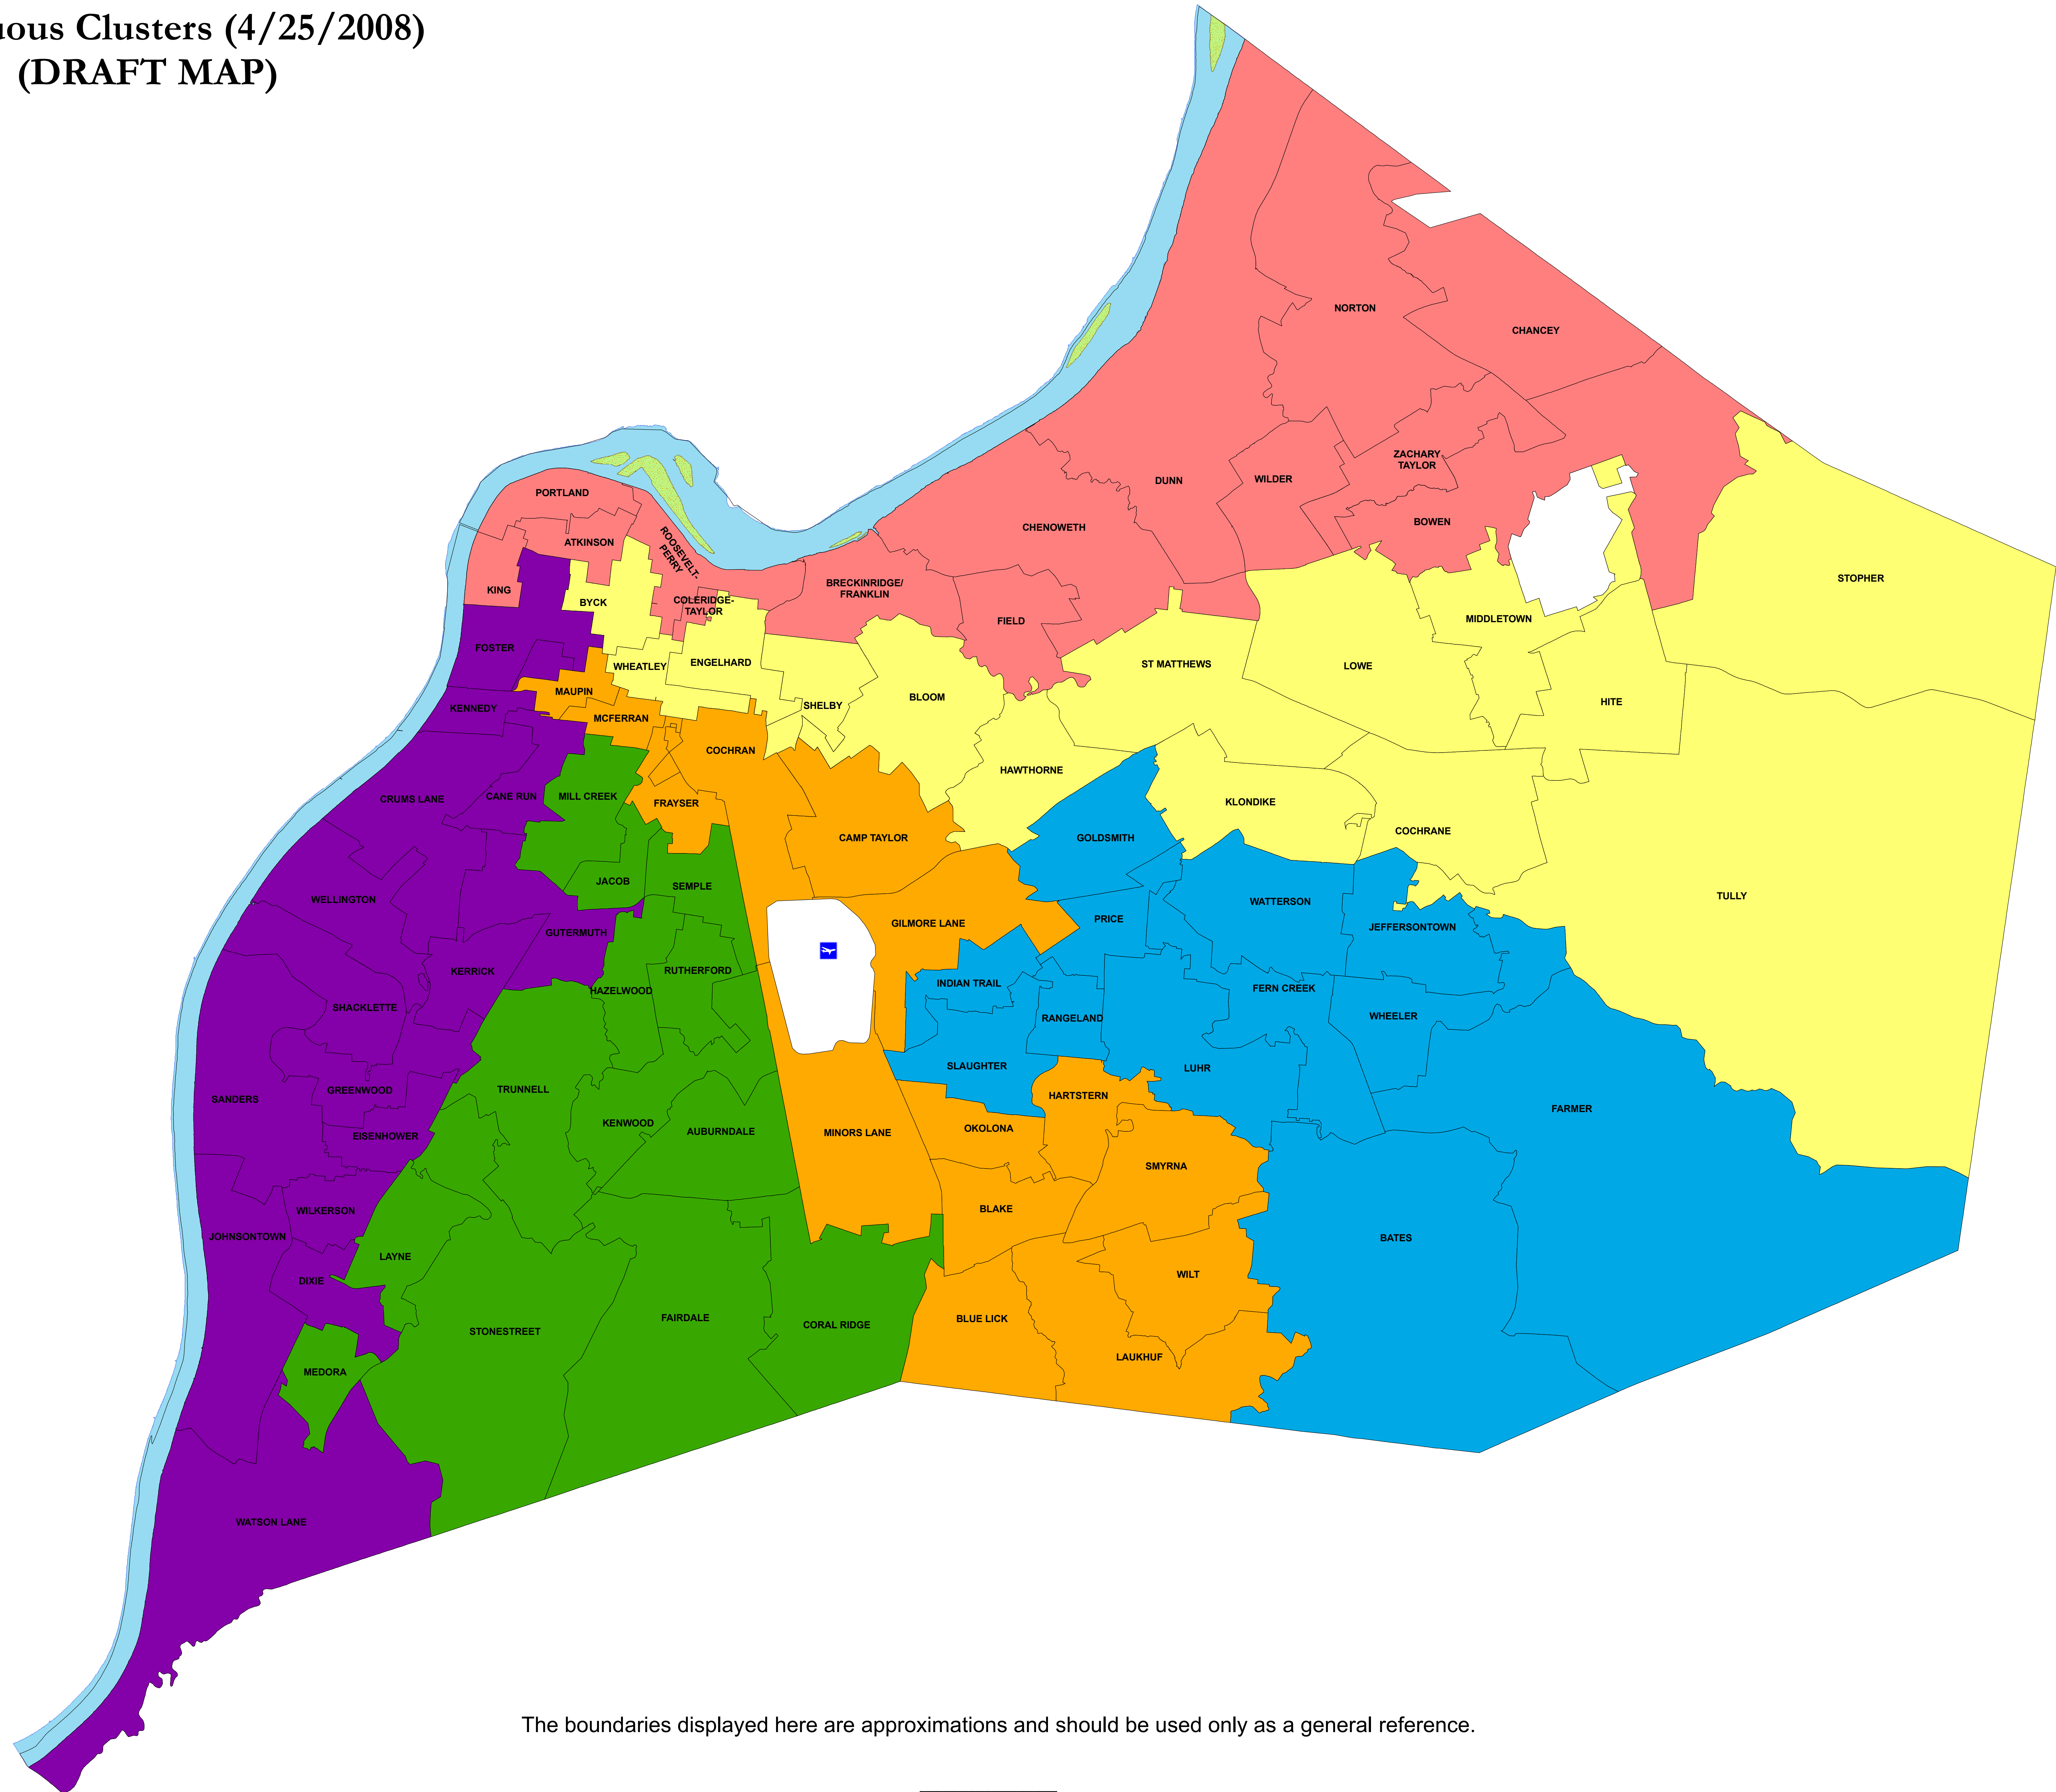 uous Clusters (4/25/2008)
(DRAFT MAP)
NORTON
CHANCEY
ZACHARY
TAYLOR
DUNN
WILDER
PORTLAND
BOWEN
CHENOWETH
ATKINSON
ROOSEVELT-
PERRY
STOPHER
BRECKINRIDGE/
FRANKLIN
KING
BYCK
COLERIDGE-
TAYLOR
MIDDLETOWN
FIELD
FOSTER
ENGELHARD
ST MATTHEWS
WHEATLEY
LOWE
MAUPIN
BLOOM
HITE
SHELBY
KENNEDY
MCFERRAN
COCHRAN
HAWTHORNE
CANE RUN
MILL CREEK
CRUMS LANE
FRAYSER
KLONDIKE
COCHRANE
CAMP TAYLOR
GOLDSMITH
JACOB
SEMPLE
TULLY
WELLINGTON
WATTERSON
PRICE
GILMORE LANE
JEFFERSONTOWN
GUTERMUTH
KERRICK
RUTHERFORD
INDIAN TRAIL
FERN CREEK
HAZELWOOD
SHACKLETTE
WHEELER
RANGELAND
SLAUGHTER
LUHR
GREENWOOD
TRUNNELL
HARTSTERN
SANDERS
FARMER
KENWOOD
OKOLONA
AUBURNDALE
MINORS LANE
EISENHOWER
SMYRNA
BLAKE
WILKERSON
JOHNSONTOWN
BATES
LAYNE
WILT
DIXIE
FAIRDALE
BLUE LICK
CORAL RIDGE
STONESTREET
LAUKHUF
MEDORA
WATSON LANE
The boundaries displayed here are approximations and should be used only as a general reference.